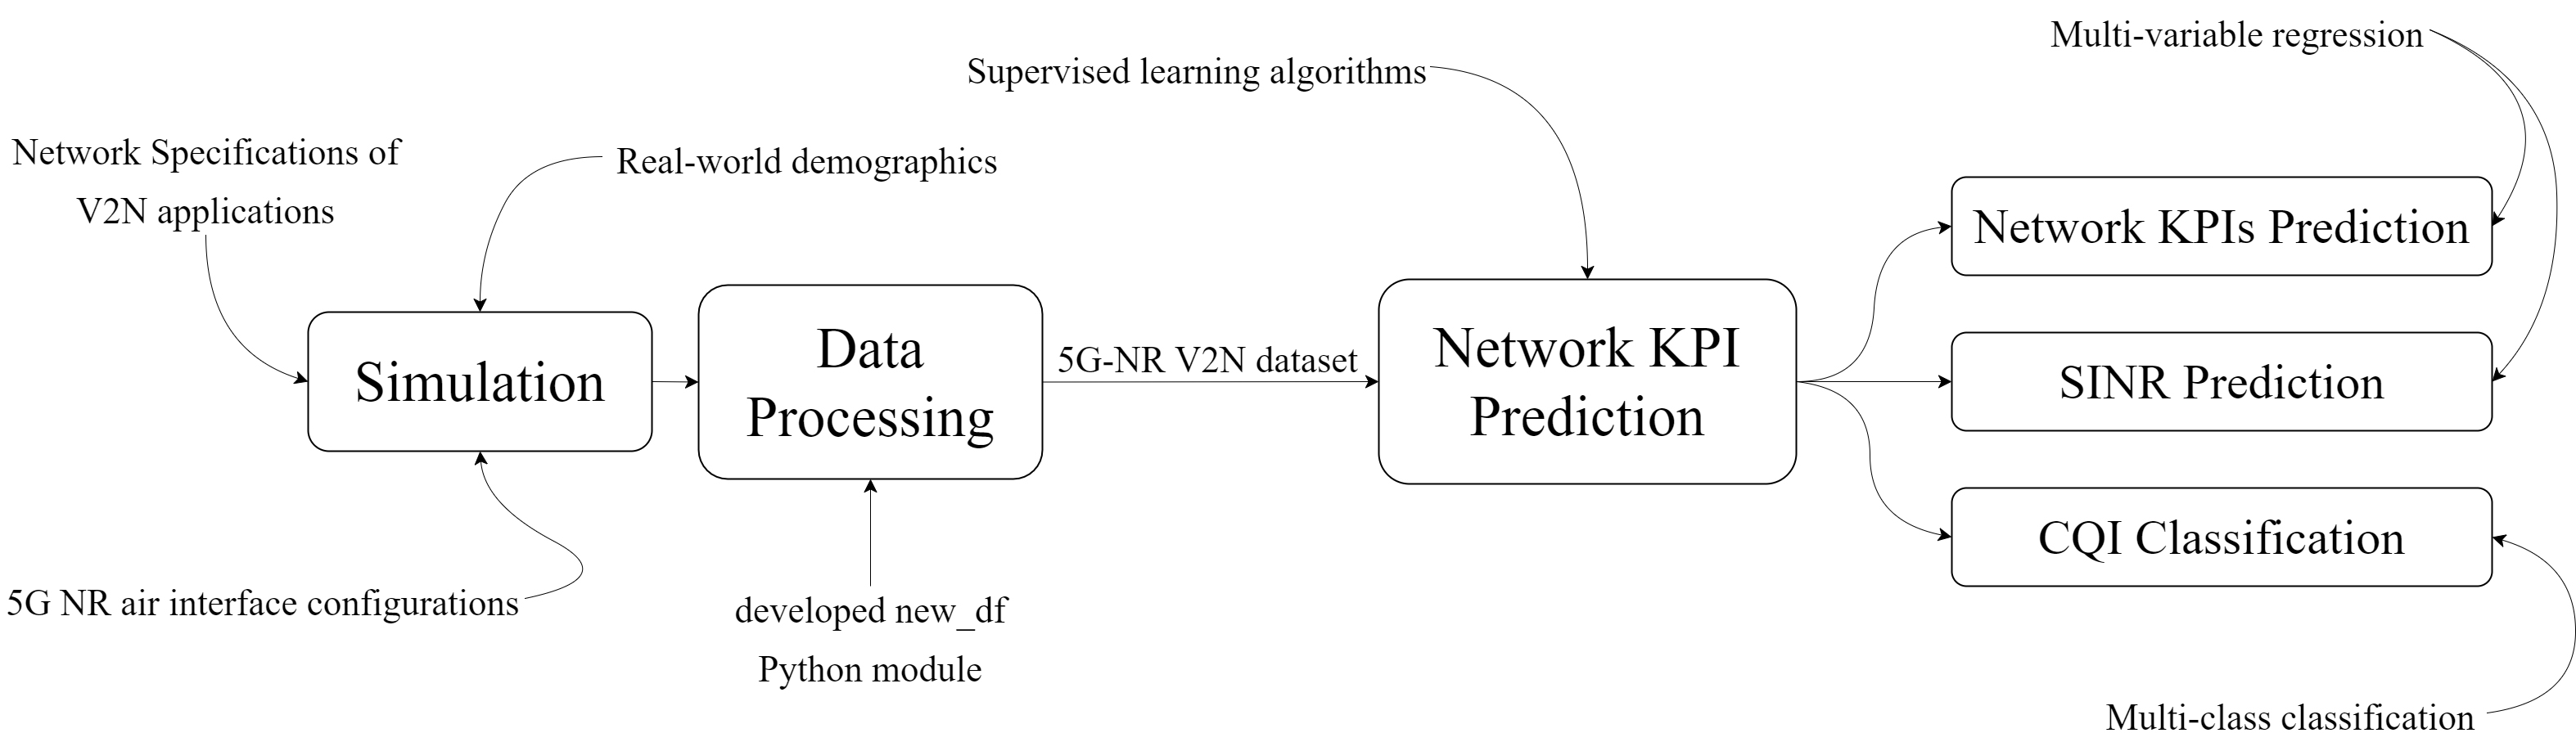 Multi-variable regression
Supervised learning algorithms
Network Specifications of
V2N applications
Real-world demographics
Simulation
Data
Processing
5G-NR V2N dataset
Network KPI
Prediction
Network KPIs Prediction
SINR Prediction
CQI Classification
5G NR air interface configurations
developed new_df
Python module
Multi-class classification